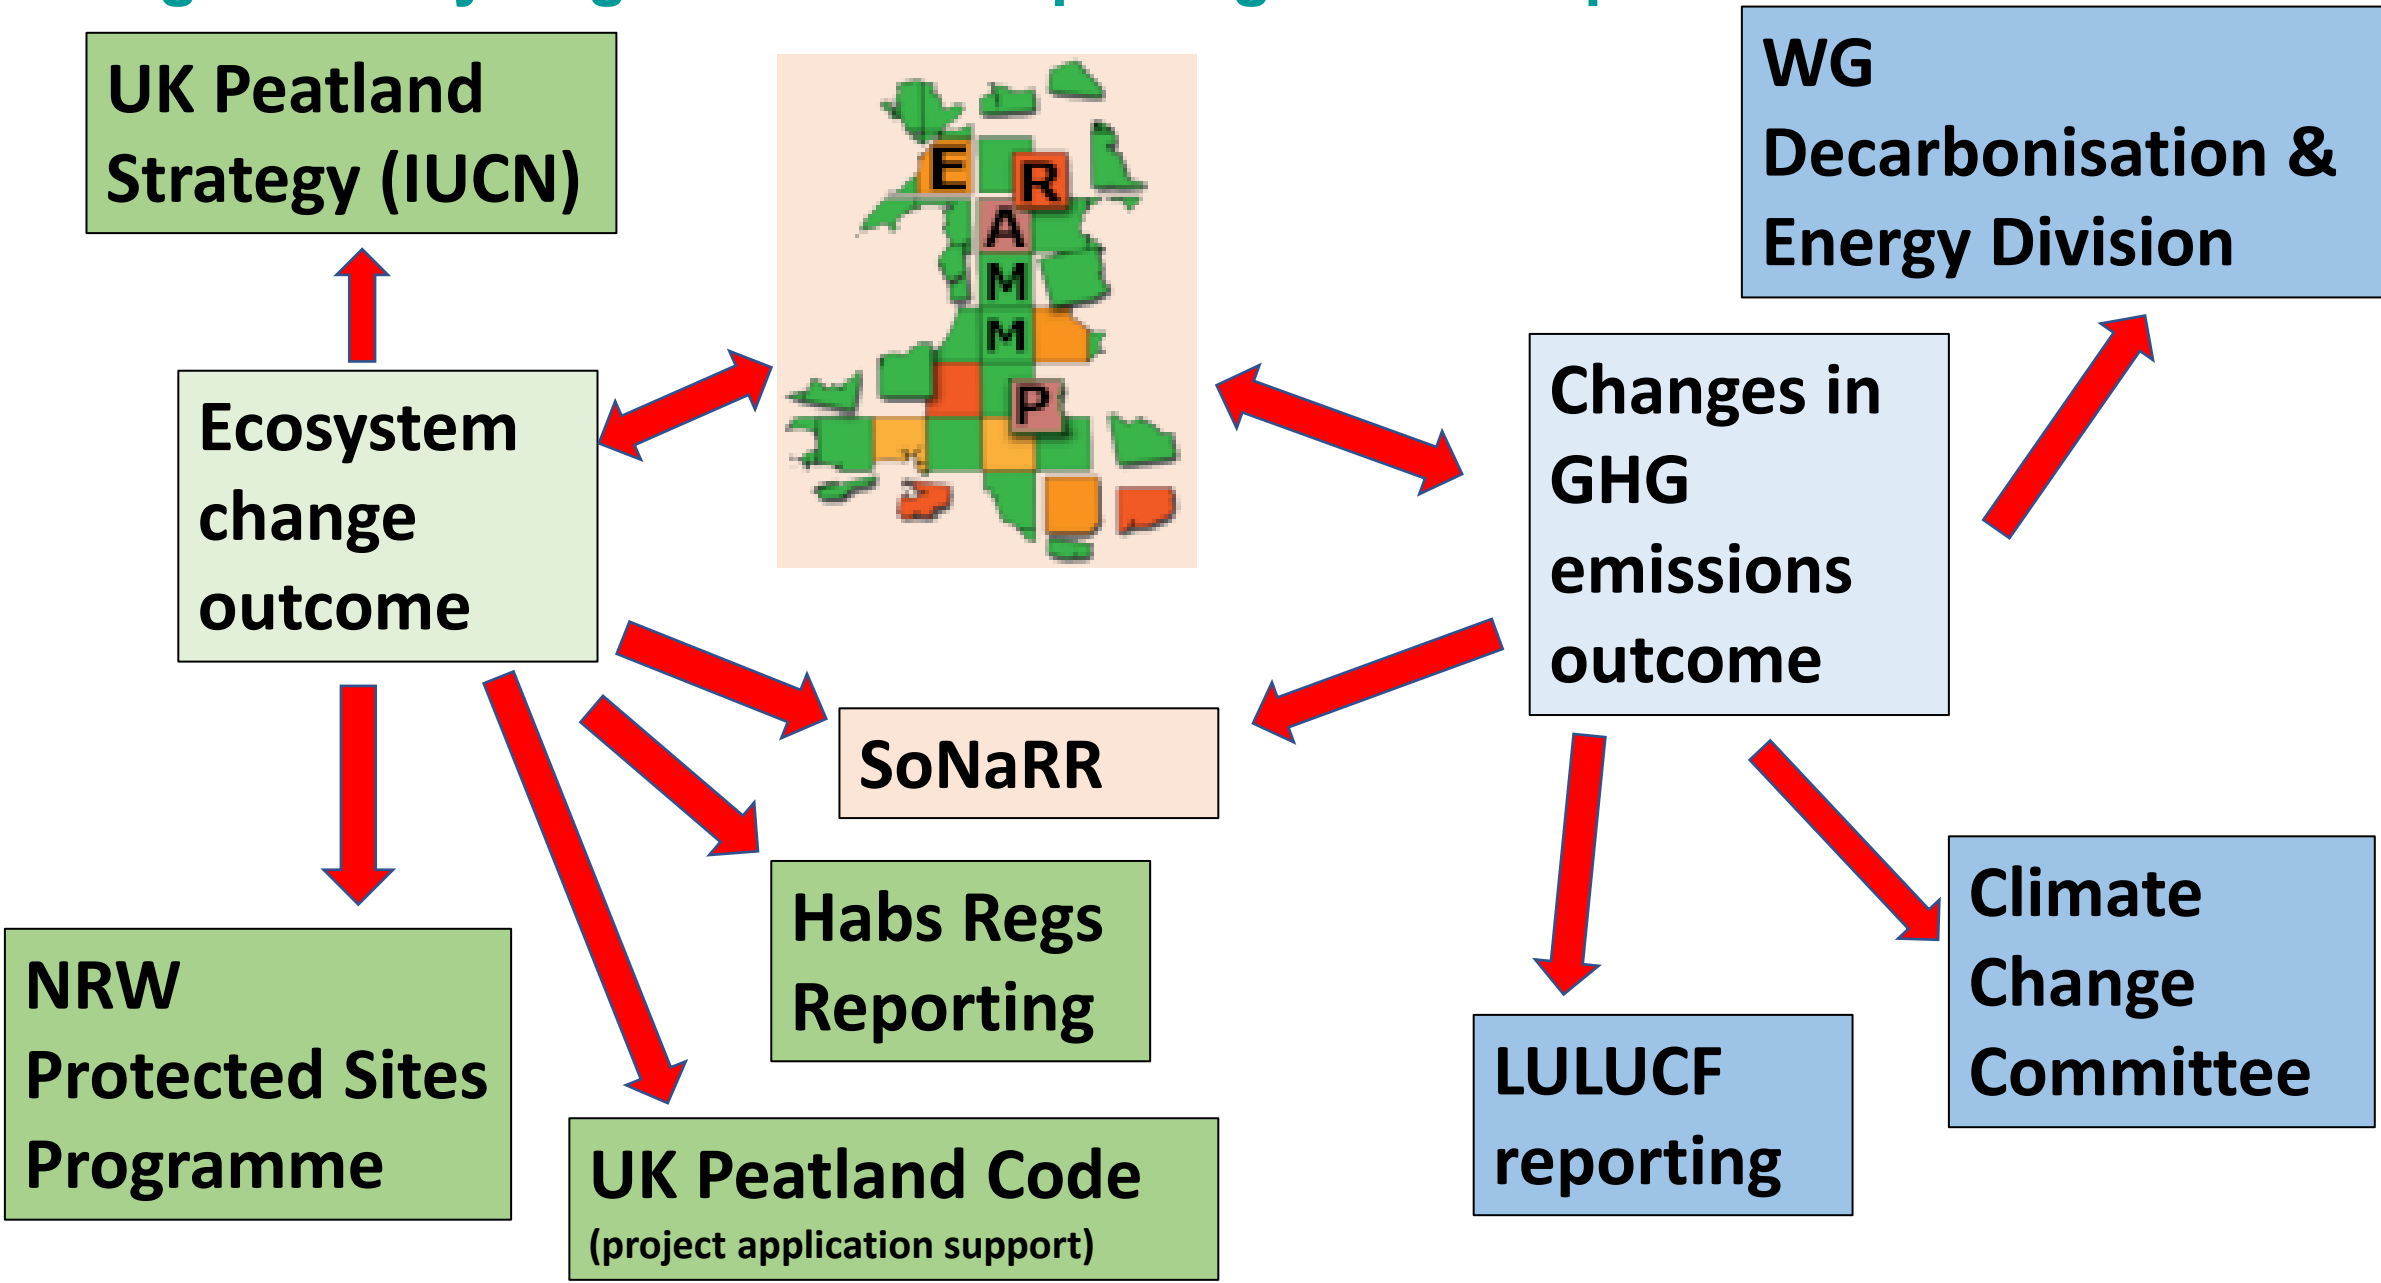 UK Peatland
Strategy (IUCN)
WG
Decarbonisation &
Energy Division
E
R
A
M
M
P
Ecosystem
change
outcome
Changes in
GHG
emissions
outcome
SoNaRR
Habs Regs
Reporting
NRW
Protected Sites
Programme
UK Peatland Code
(project application support)
LULUCF
reporting
Climate
Change
Committee